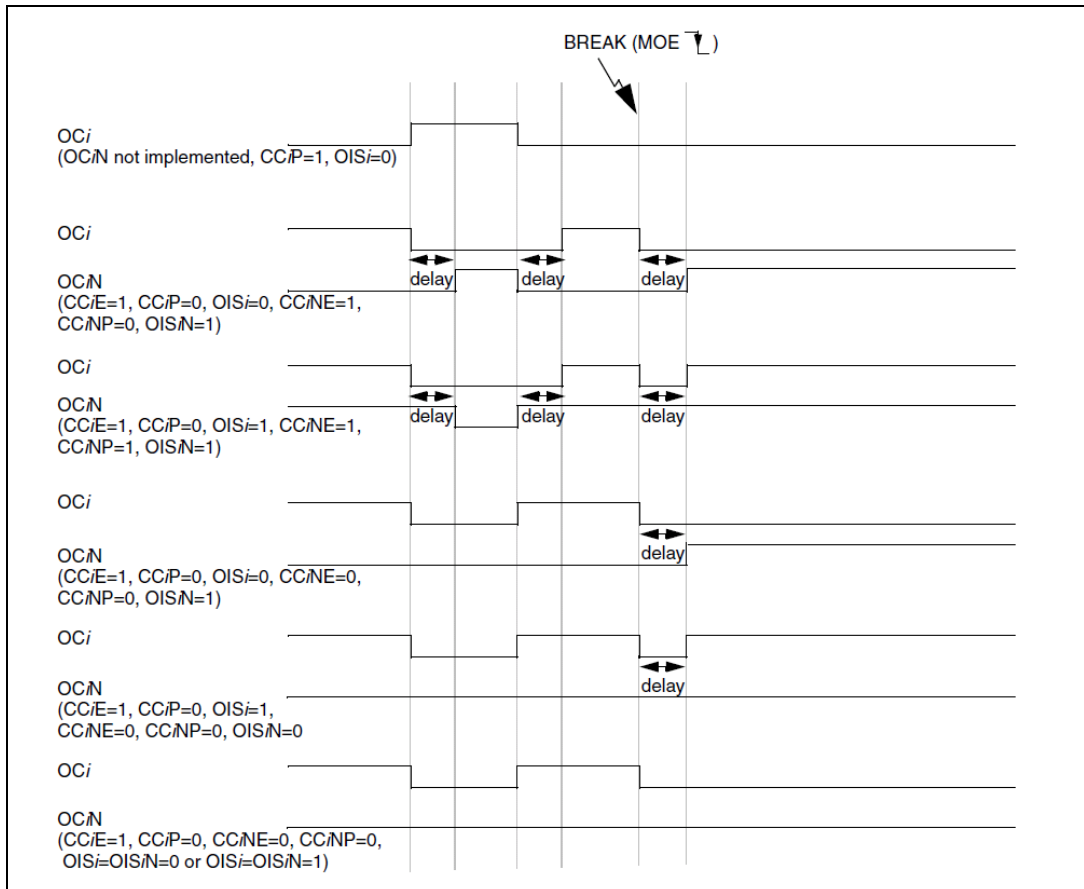 BREAK (MOE )
OCi
(OCiN not implemented, CCiP=1, OISi=0)
OCi
delay delay delay
OCiN
(CCiE=1, CCiP=0, OISi=0, CCiNE=1,
CCiNP=0, OISiN=1)
OCi
OCiN
delay delay delay
(CCiE=1, CCiP=0, OISi=1, CCiNE=1,
CCiNP=1, OISiN=1)
OCi
OCiN
delay
(CCiE=1, CCiP=0, OISi=0, CCiNE=0,
CCiNP=0, OISiN=1)
OCi
OCiN
delay
(CCiE=1, CCiP=0, OISi=1,
CCiNE=0, CCiNP=0, OISiN=0
OCi
OCiN
(CCiE=1, CCiP=0, CCiNE=0, CCiNP=0,
OISi=OISiN=0 or OISi=OISiN=1)